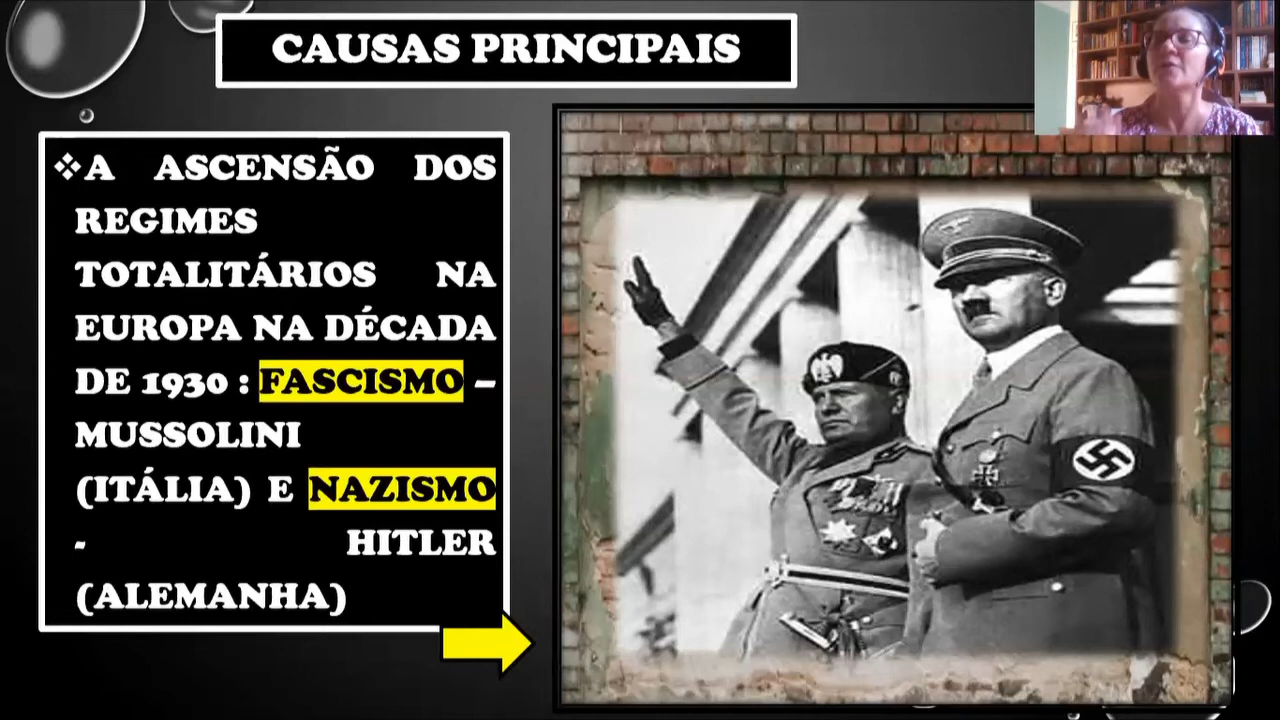 CAUSAS PRINCIPAIS
❖A ASCENSÃO DOS
REGIMES
TOTALITÁRIOS NA
EUROPA NA DÉCADA
DE 1930 : FASCISMO –
MUSSOLINI
(ITÁLIA) E NAZISMO
- HITLER
(ALEMANHA)